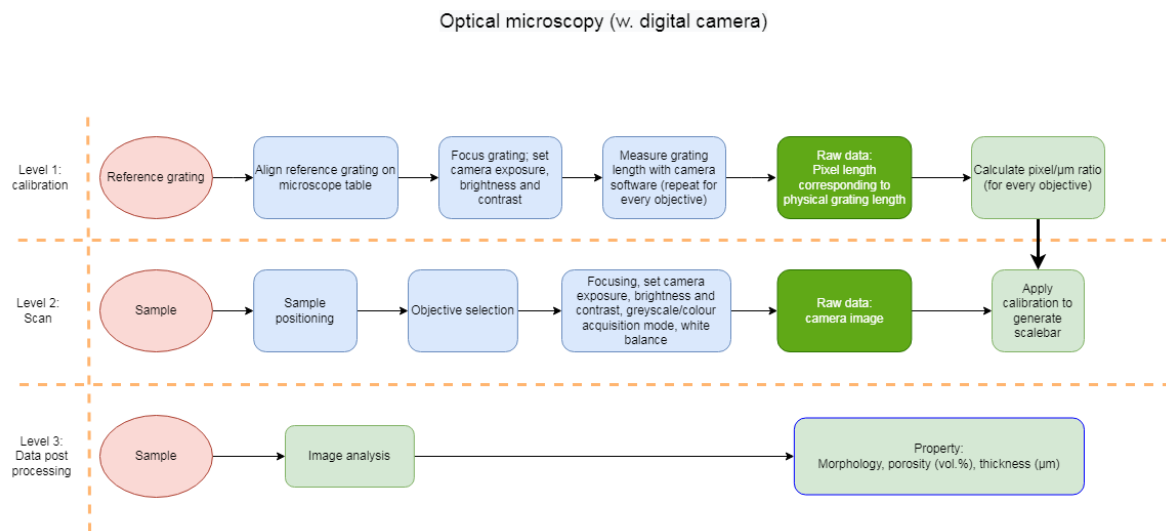 Optical microscopy (w. digital camera)
Level 1:
calibration
Reference grating
Align reference grating on
microscope table
Focus grating; set
camera exposure,
brightness and
contrast
Measure grating
length with camera
software (repeat for
every objective)
Raw data:
Pixel length
corresponding to
physical grating length
Calculate pixel/µm ratio
(for every objective)
Level 2:
Scan
Sample
Sample
positioning
Objective selection
Focusing, set camera
exposure, brightness and
contrast, greyscale/colour
acquisition mode, white
balance
Raw data:
camera image
Apply
calibration to
generate
scalebar
Level 3:
Data post
processing
Sample
Image analysis
Property:
Morphology, porosity (vol.%), thickness (µm)